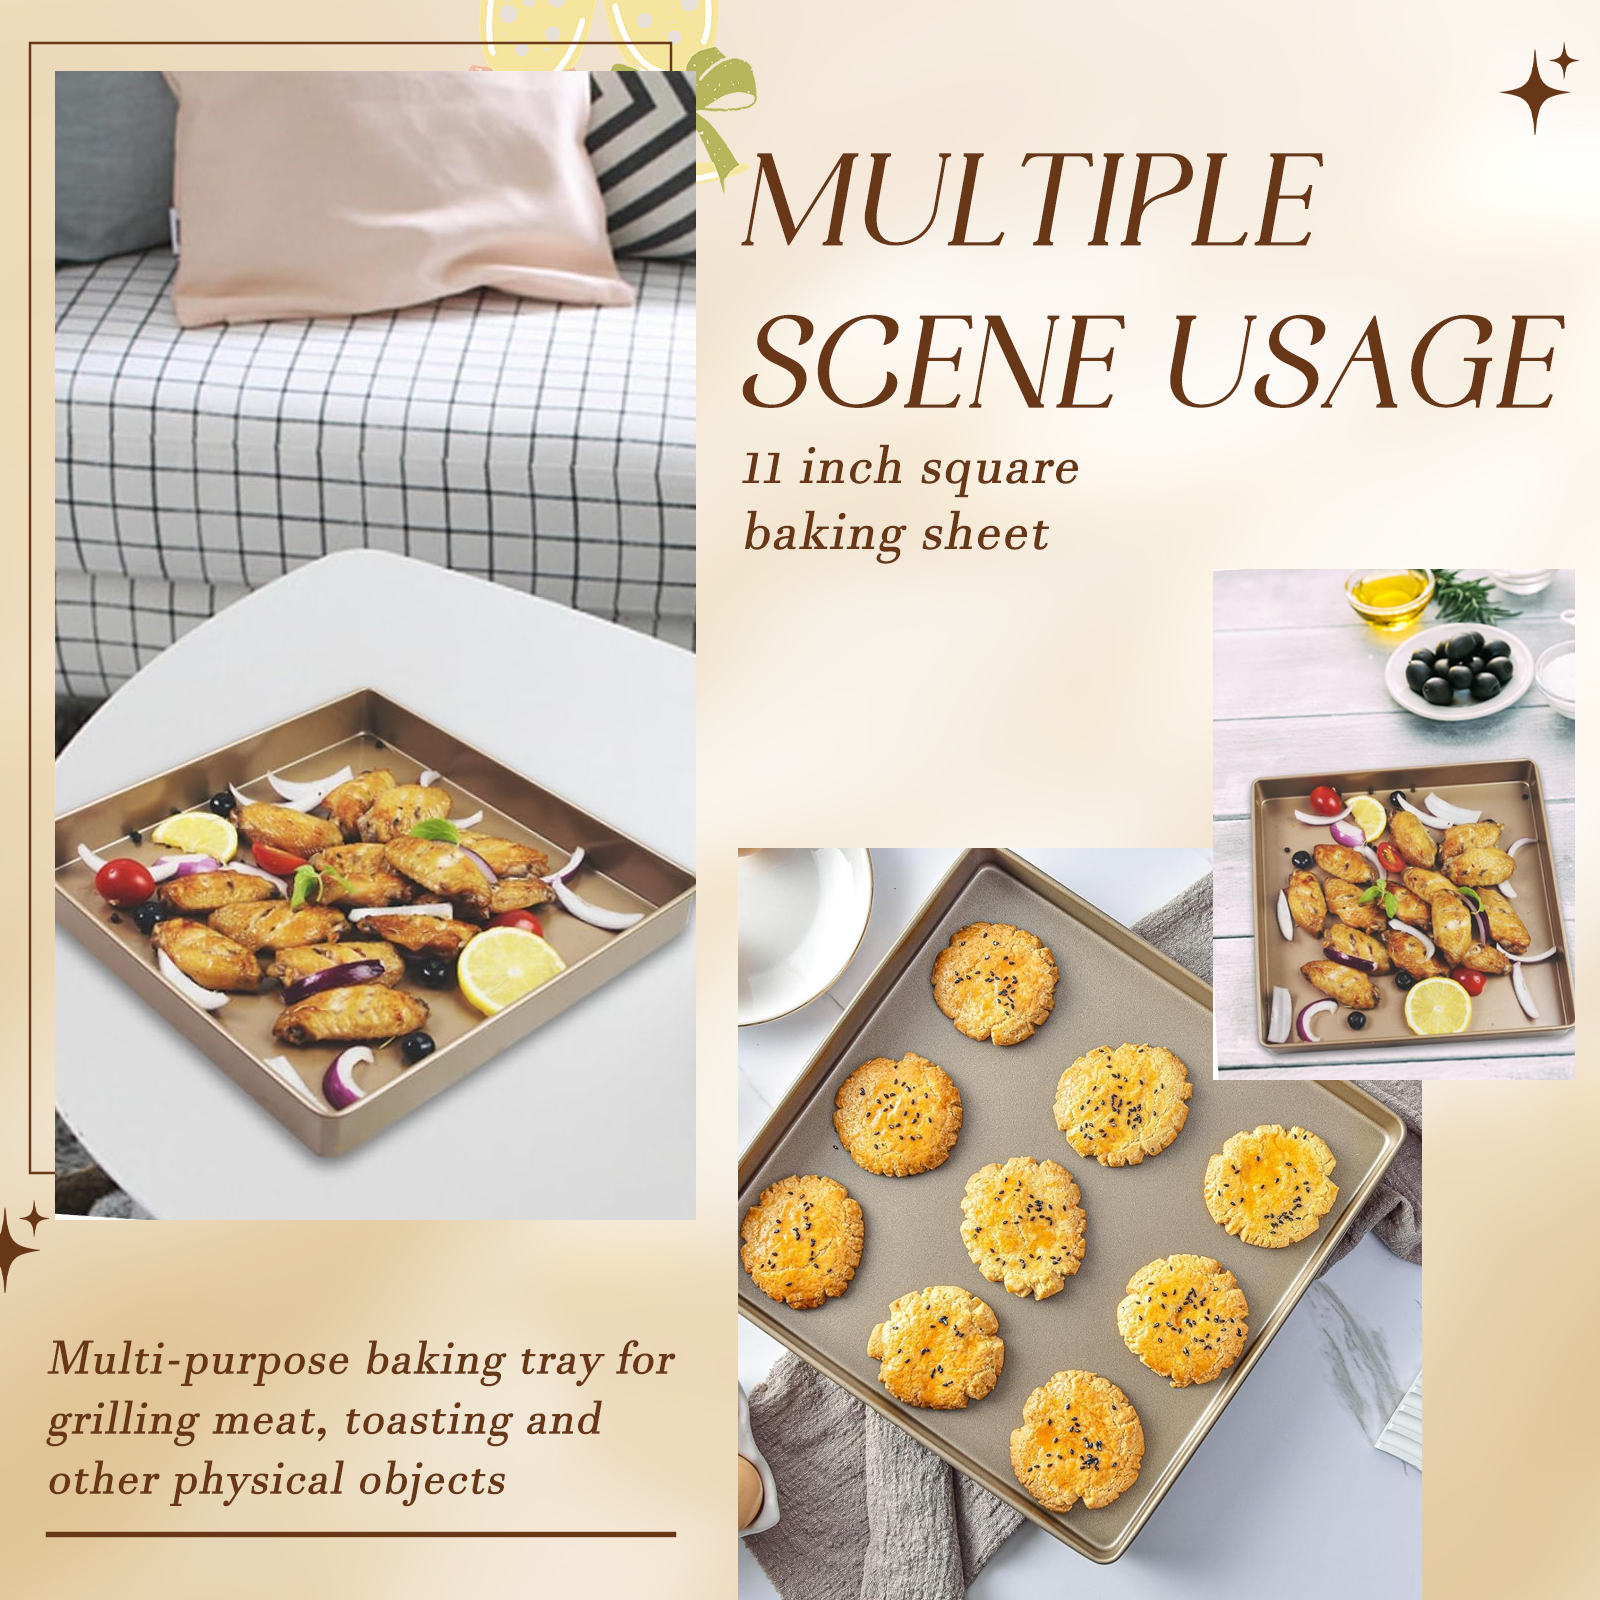 MULTIPLE
SCENE USAGE
11 inch square
baking sheet
Multi-purpose baking tray for
grilling meat, toasting and
other physical objects